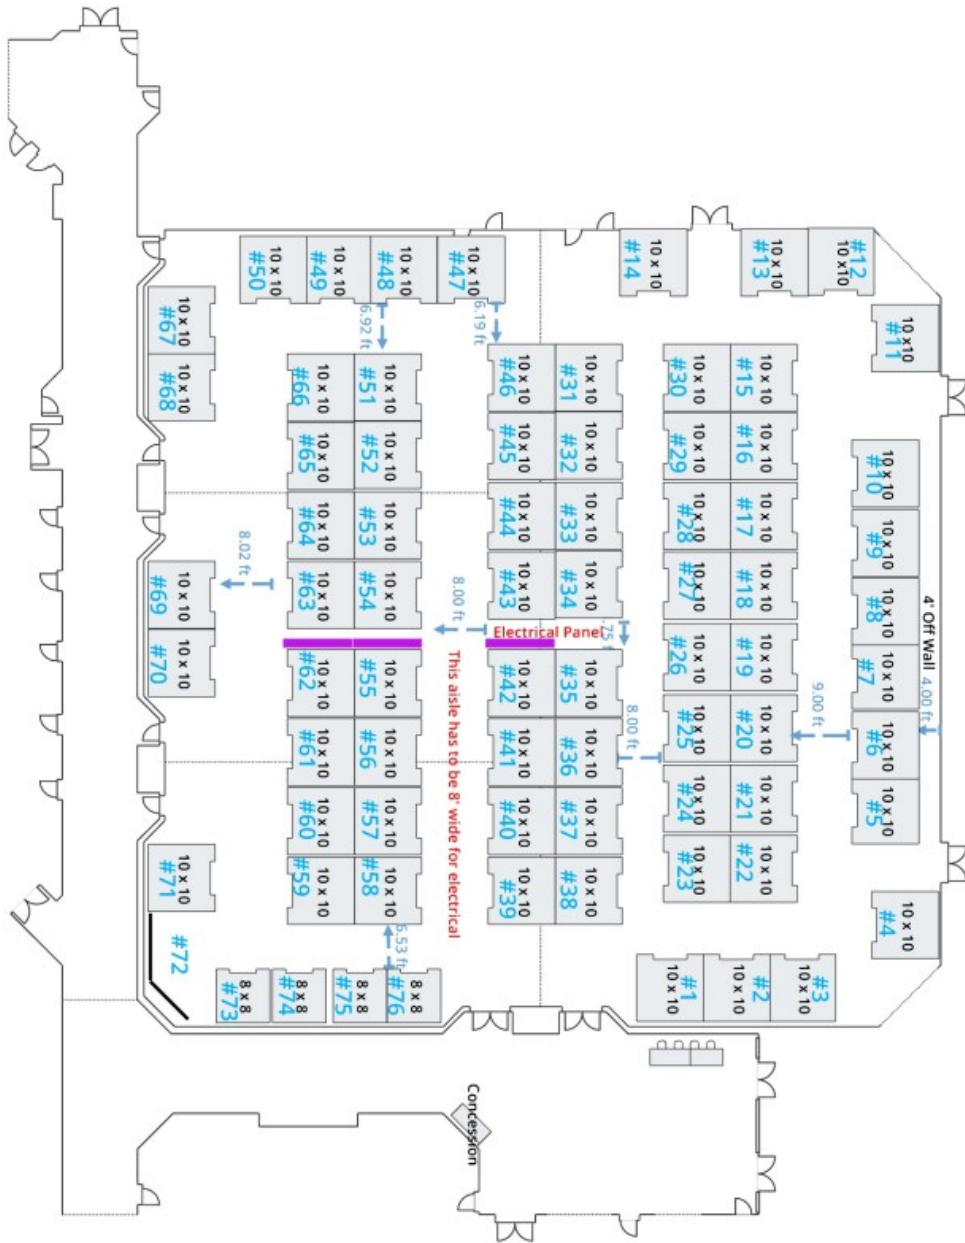 10 x 10
#50
10 x 10
#49
10 x 10
#48
10 x 10
#47
10 x 10
#14
10 x 10
#13
10 x10
#12
10 x10
#11
10 x 10
#67
10 x 10
#68
6.92 ft
6.19 ft
10 x 10
#66
10 x 10
#51
10 x 10
#46
10 x 10
#31
10 x 10
#30
10 x 10
#15
10 x 10
#65
10 x 10
#52
10 x 10
#45
10 x 10
#32
10 x 10
#29
10 x 10
#16
10 x 10
#10
10 x 10
#64
10 x 10
#53
10 x 10
#44
10 x 10
#33
10 x 10
#28
10 x 10
#17
10 x 10
#9
8.02 ft
10 x 10
#69
10 x 10
#63
10 x 10
#54
8.00 ft
10 x 10
#43
10 x 10
#34
10 x 10
#27
10 x 10
#18
10 x 10
#8
4' Off Wall
4.00 ft
Electrical Panel
.75 ft
This aisle has to be 8' wide for electrical
10 x 10
#70
10 x 10
#62
10 x 10
#55
10 x 10
#42
10 x 10
#35
10 x 10
#26
10 x 10
#19
10 x 10
#7
8.00 ft
9.00 ft
10 x 10
#61
10 x 10
#56
10 x 10
#41
10 x 10
#36
10 x 10
#25
10 x 10
#20
10 x 10
#6
10 x 10
#60
10 x 10
#57
10 x 10
#40
10 x 10
#37
10 x 10
#24
10 x 10
#21
10 x 10
#5
10 x 10
#71
10 x 10
#59
10 x 10
#58
10 x 10
#39
10 x 10
#38
10 x 10
#23
10 x 10
#22
10 x 10
#4
#72
6.53 ft
8 x 8
#73
8 x 8
#74
8 x 8
#75
8 x 8
#76
10 x 10
#1
10 x 10
#2
10 x 10
#3
Concession